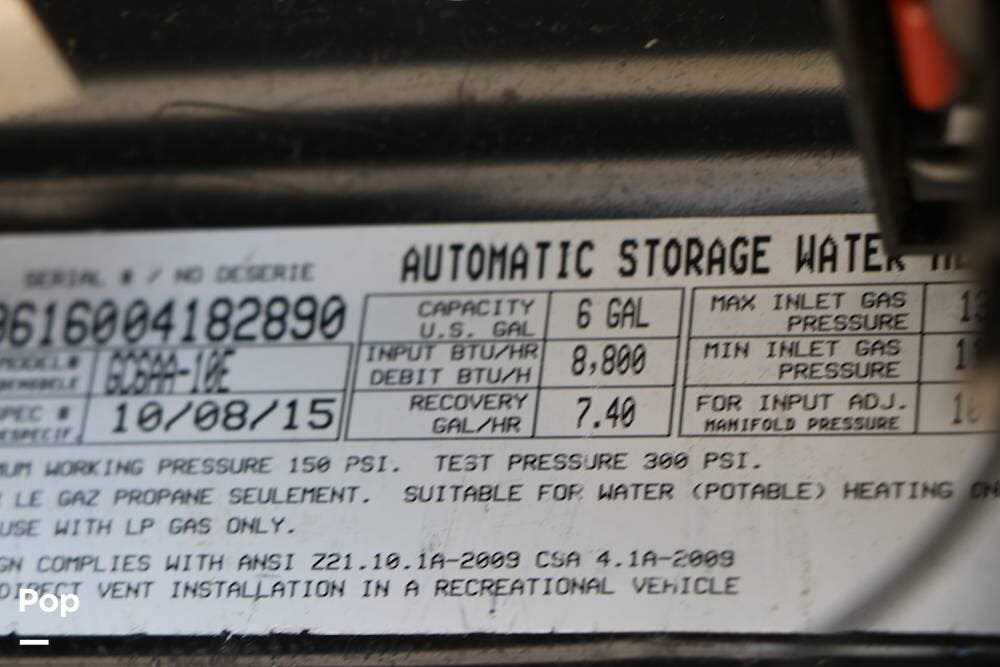 AUTOMATIC STORAGE WATER
SERIAL # / NO DESERIE
0616004182890
MODEL#
GC6AA-10E
SPEC #
10/08/15
CAPACITY
U.S. GAL
6 GAL
INPUT BTU/HR
DEBIT BTU/H
8,800
RECOVERY
GAL/HR
7.40
MAX INLET GAS
PRESSURE
MIN INLET GAS
PRESSURE
FOR INPUT ADJ.
MANIFOLD PRESSURE
MUM WORKING PRESSURE 150 PSI. TEST PRESSURE 300 PSI.
LE GAZ PROPANE SEULEMENT. SUITABLE FOR WATER (POTABLE) HEATING ON
USE WITH LP GAS ONLY.
GN COMPLIES WITH ANSI Z21.10.1A-2009 CSA 4.1A-2009
DIRECT VENT INSTALLATION IN A RECREATIONAL VEHICLE
Pop